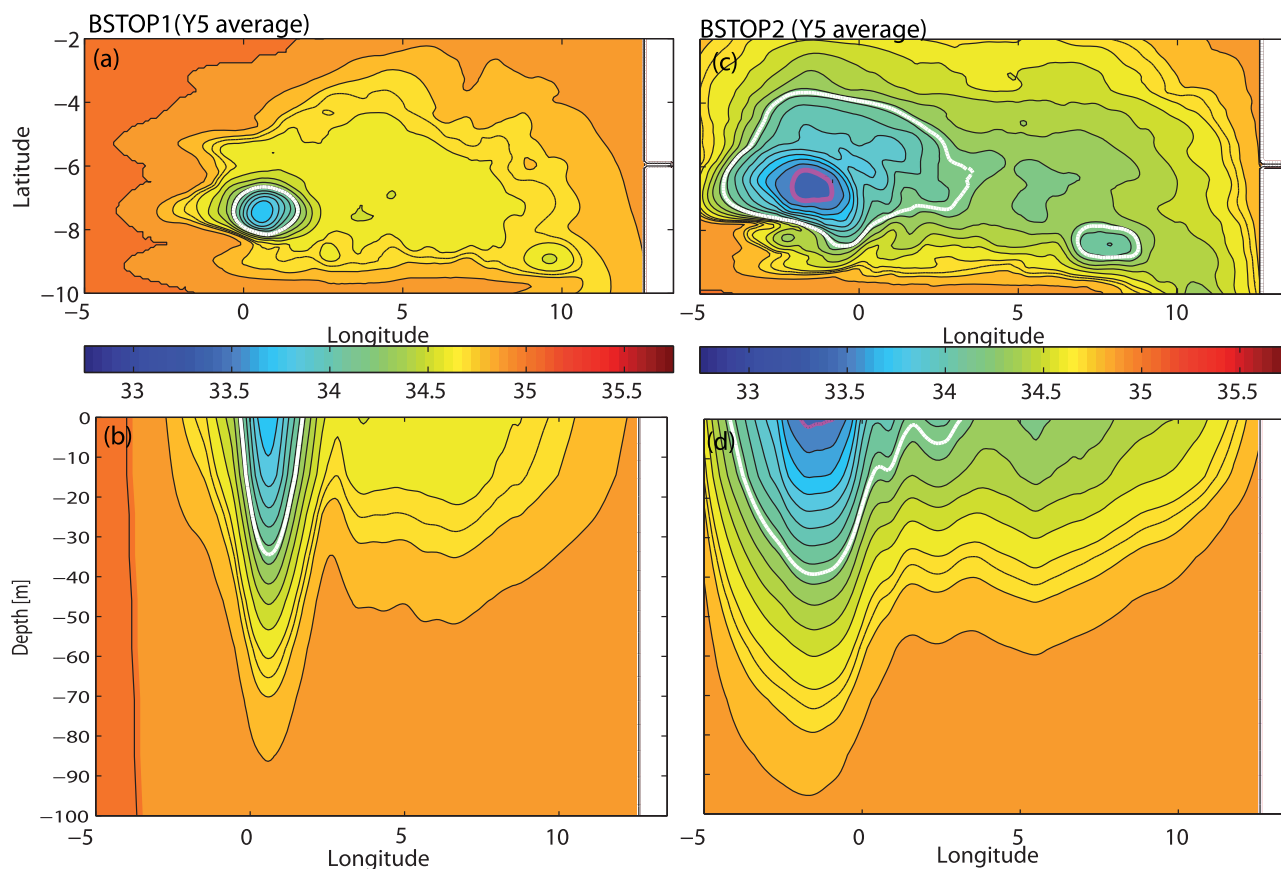 BSTOP1(Y5 average)
BSTOP2 (Y5 average)
(a)
(c)
Latitude
−2
−4
−6
−8
−10
−5 0 5 10
−5 0 5 10
Longitude
Longitude
33 33.5 34 34.5 35 35.5
33 33.5 34 34.5 35 35.5
(b)
(d)
Depth [m]
0
−10
−20
−30
−40
−50
−60
−70
−80
−90
−100
−5 0 5 10
−5 0 5 10
Longitude
Longitude